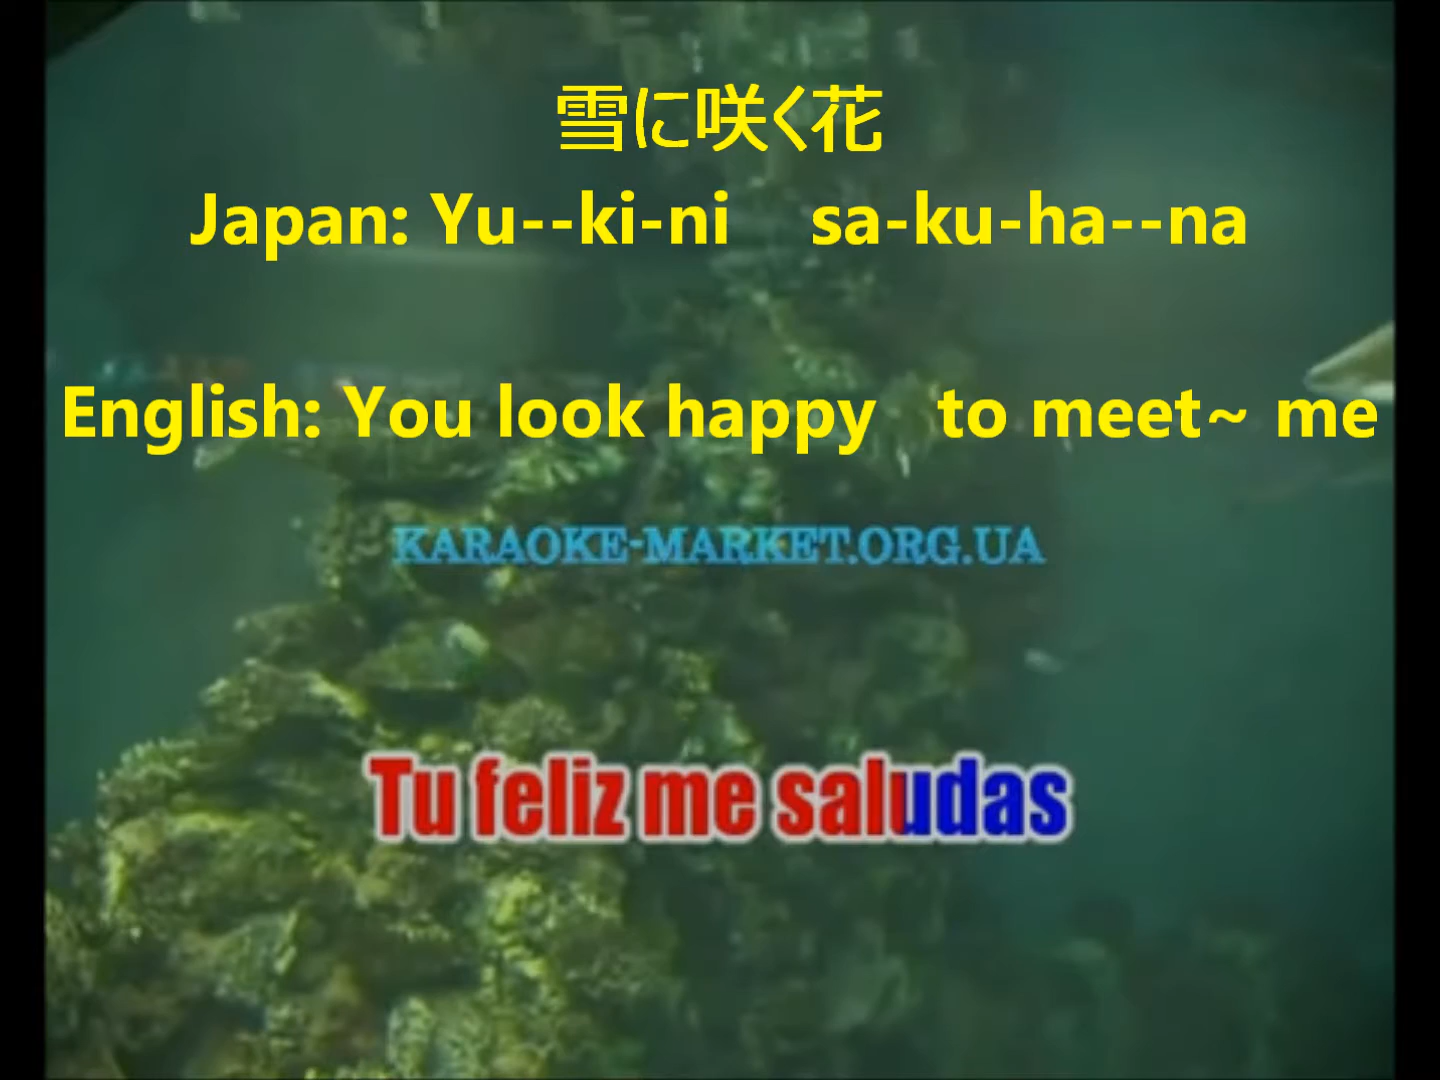 雪に咲く花
Japan: Yu--ki-ni sa-ku-ha--na
English: You look happy to meet~ me
KARAOKE-MARKET.ORG.UA
Tu feliz me saludas